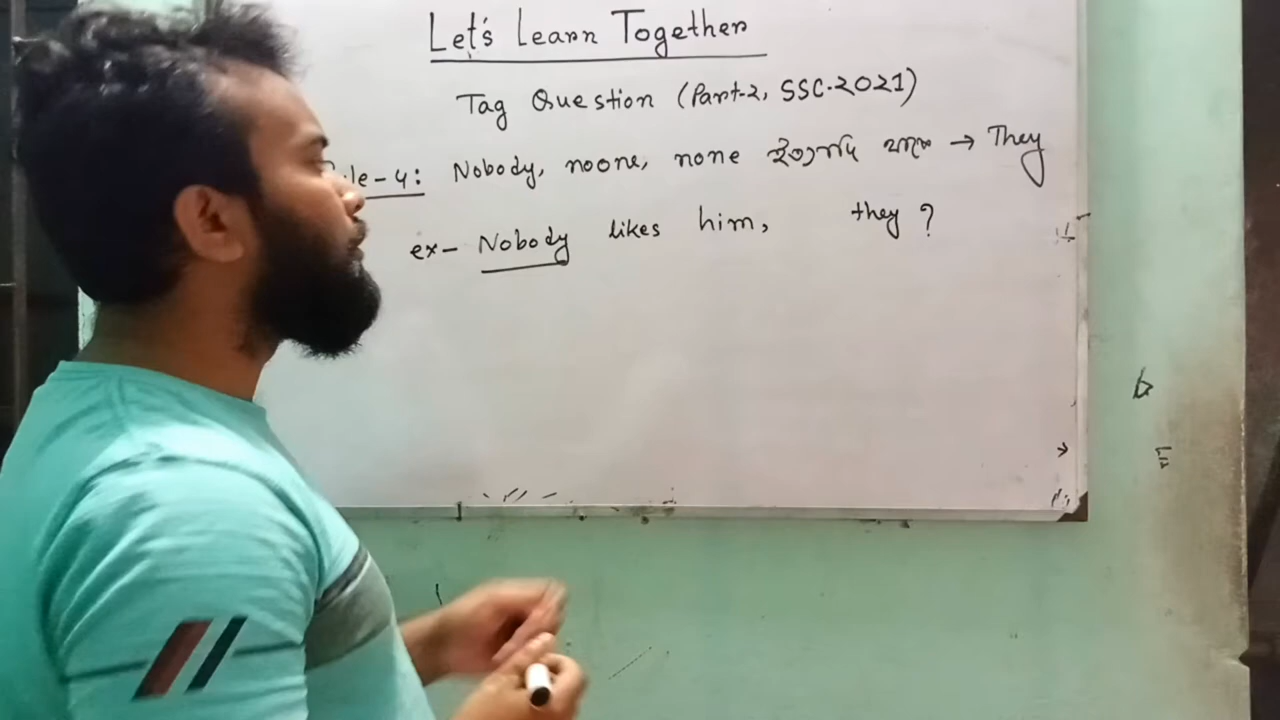 Let's Learn Together
Tag Question (Part-2, SSC-2021)
le-4: Nobody, noone, none ইত্যাদি থাকে → They
ex- Nobody likes him, they ?